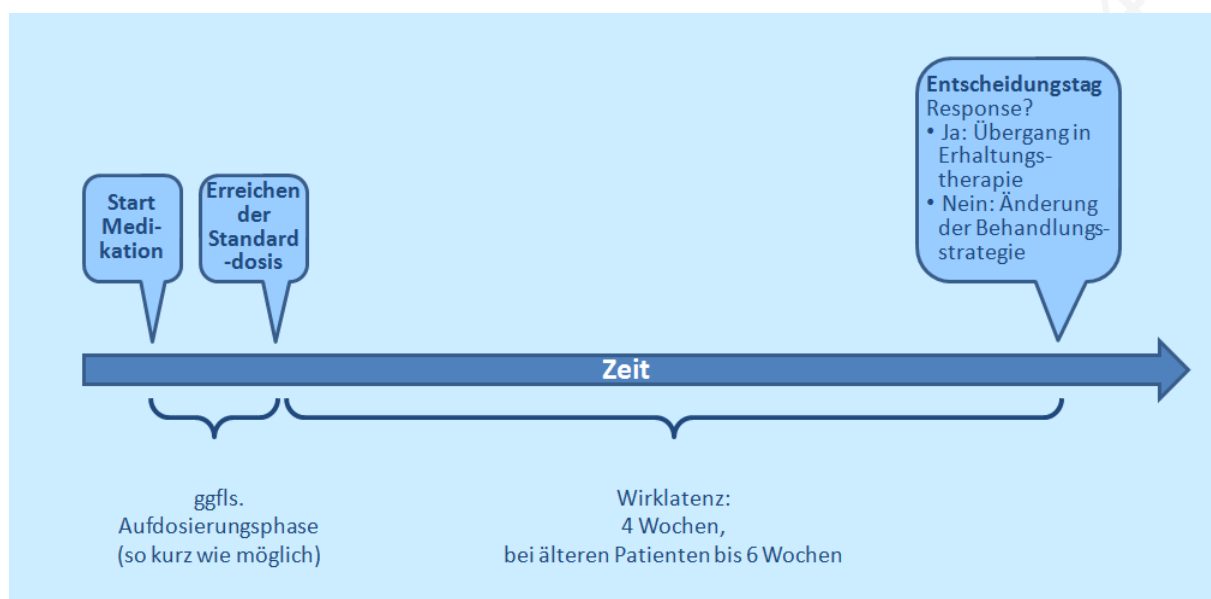 Start
Medi-
kation
Erreichen
der
Standard
-dosis
Entscheidungstag
Response?
• Ja: Übergang in
Erhaltungs-
therapie
• Nein: Änderung
der Behandlungs-
strategie
Zeit
ggfls.
Aufdosierungsphase
(so kurz wie möglich)
Wirklatenz:
4 Wochen,
bei älteren Patienten bis 6 Wochen